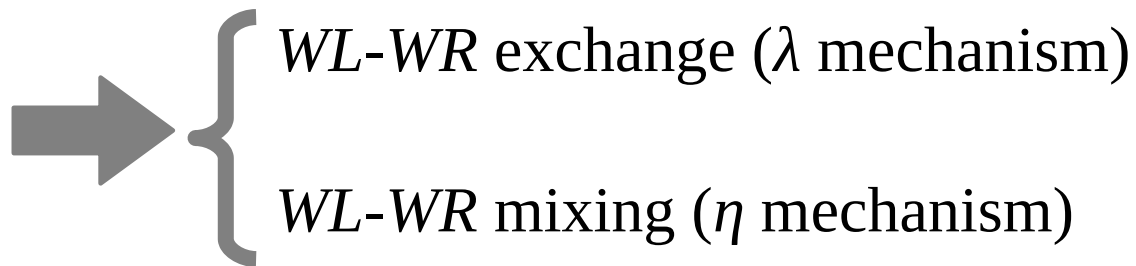 WL-WR exchange (λ mechanism)
WL-WR mixing (η mechanism)